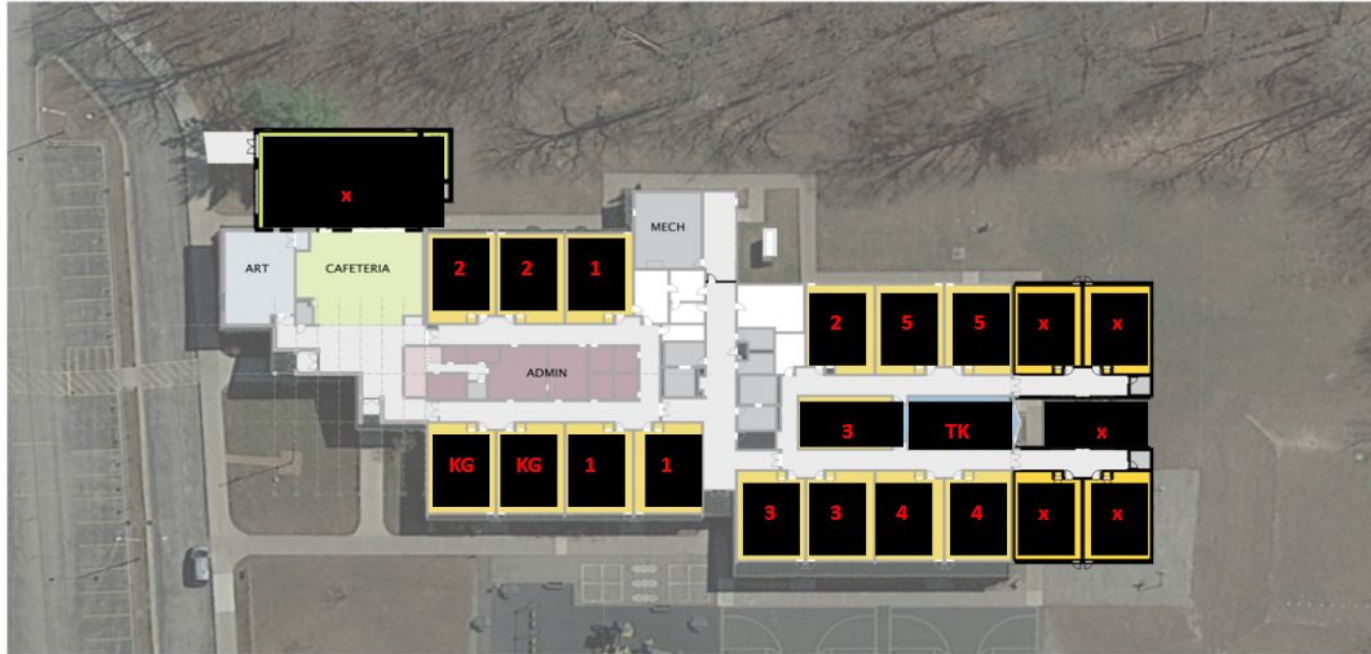 x
MECH
ART
CAFETERIA
2 2 1
2 5 5 x x
ADMIN
3 TK x
KG KG 1 1
3 3 4 4 x x